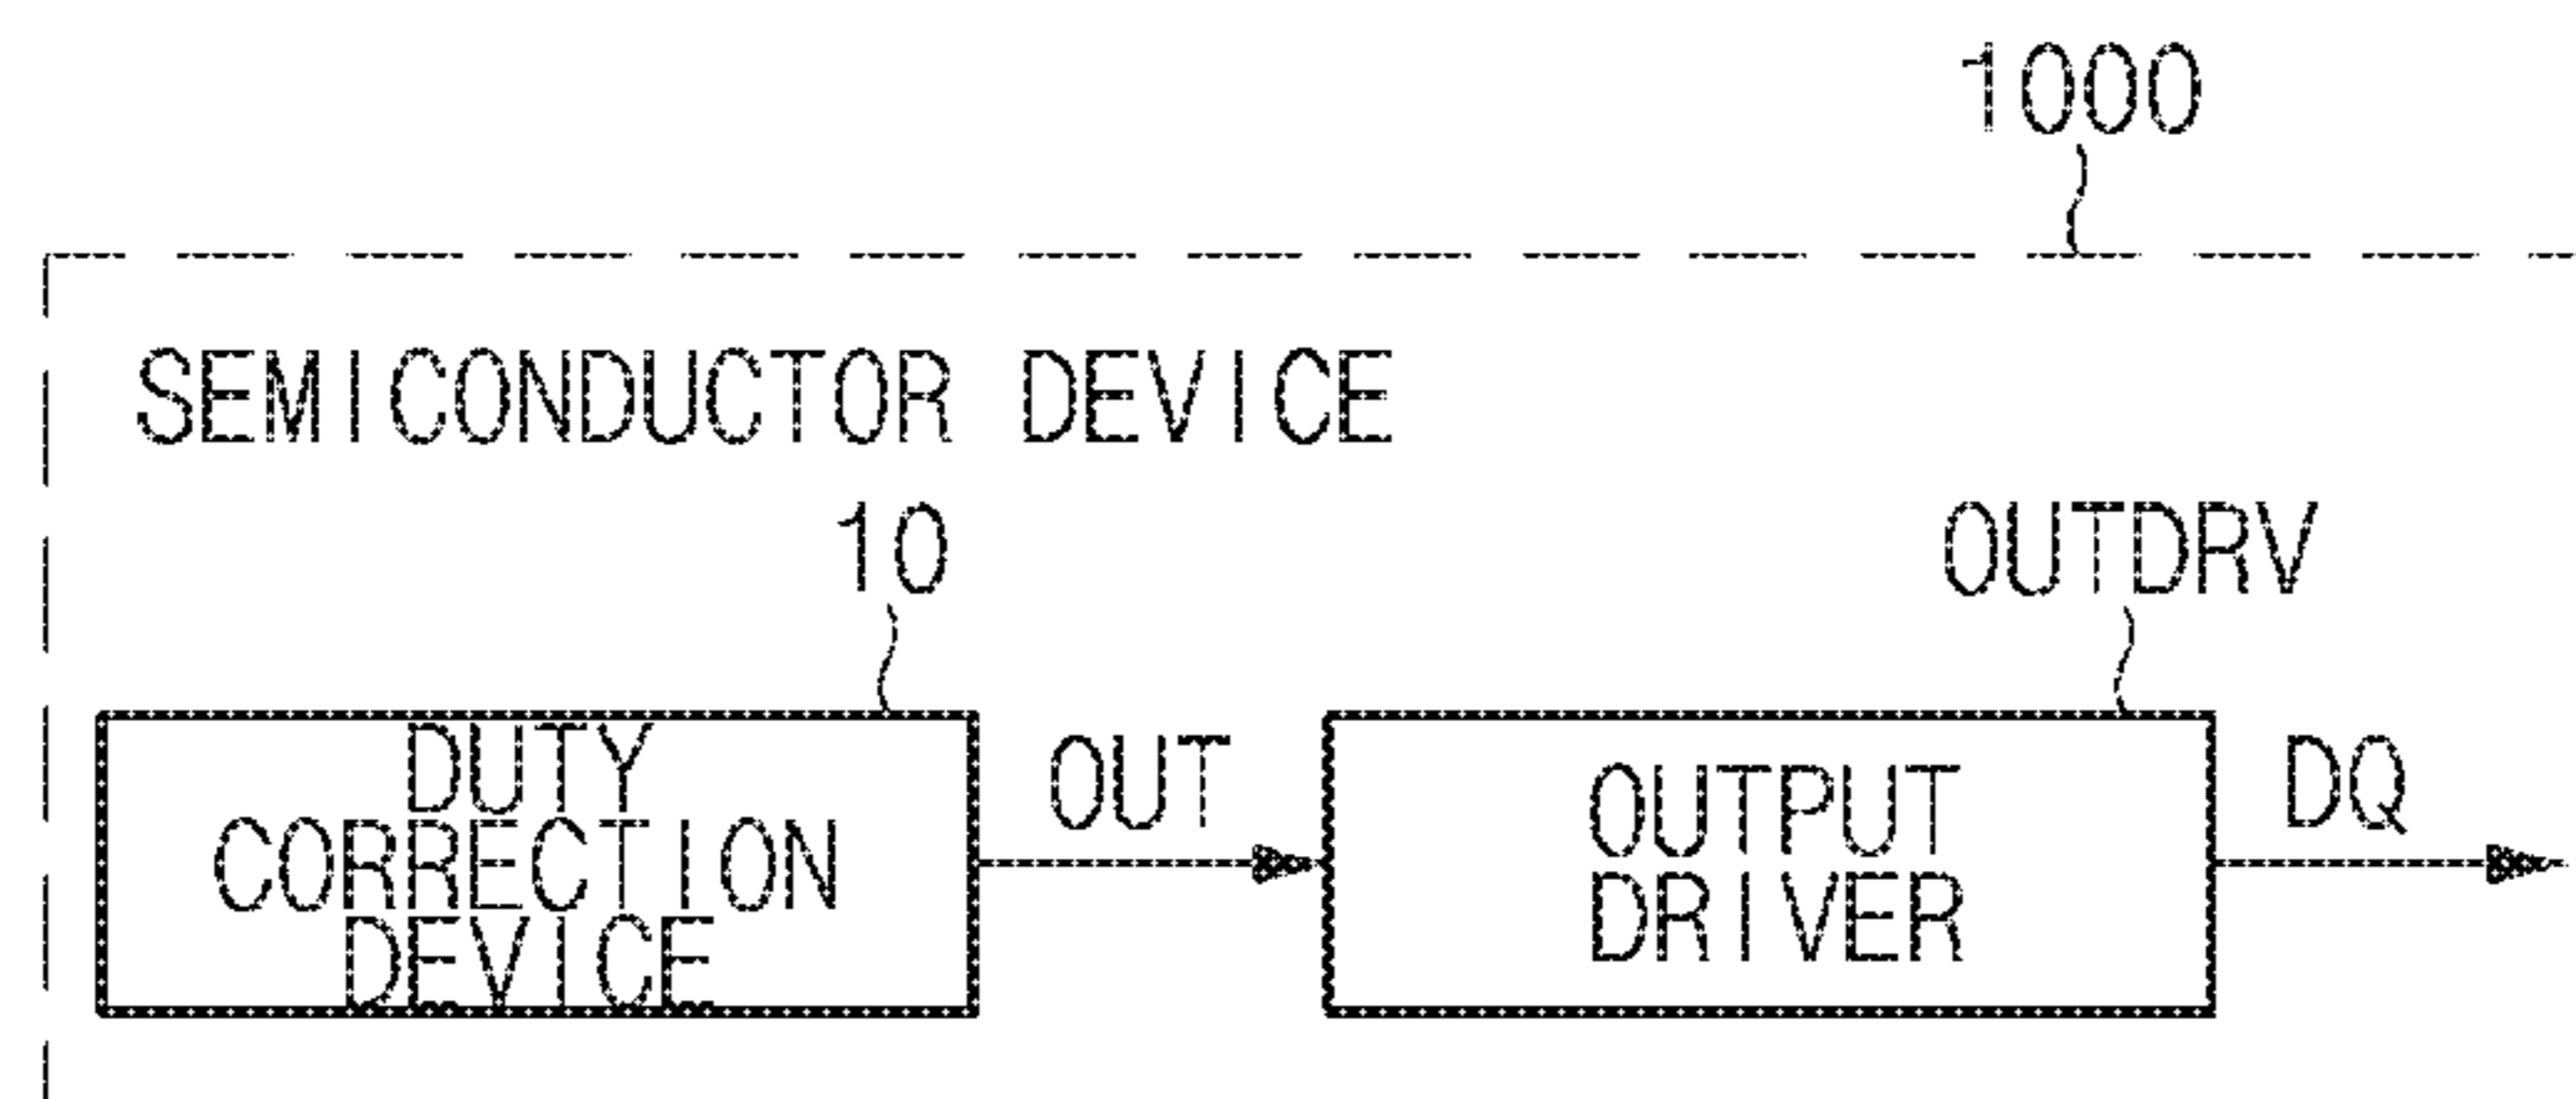 1000
SEMICONDUCTOR DEVICE
10
OUTDRV
DUTY
CORRECTION
DEVICE
OUT
OUTPUT
DRIVER
DQ